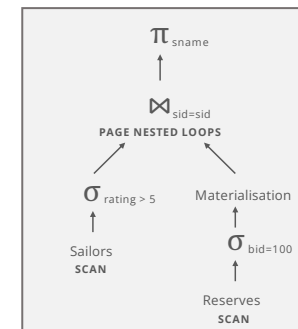 π sname
⋈ sid=sid
PAGE NESTED LOOPS
σ rating > 5
Materialisation
Sailors
SCAN
σ bid=100
Reserves
SCAN